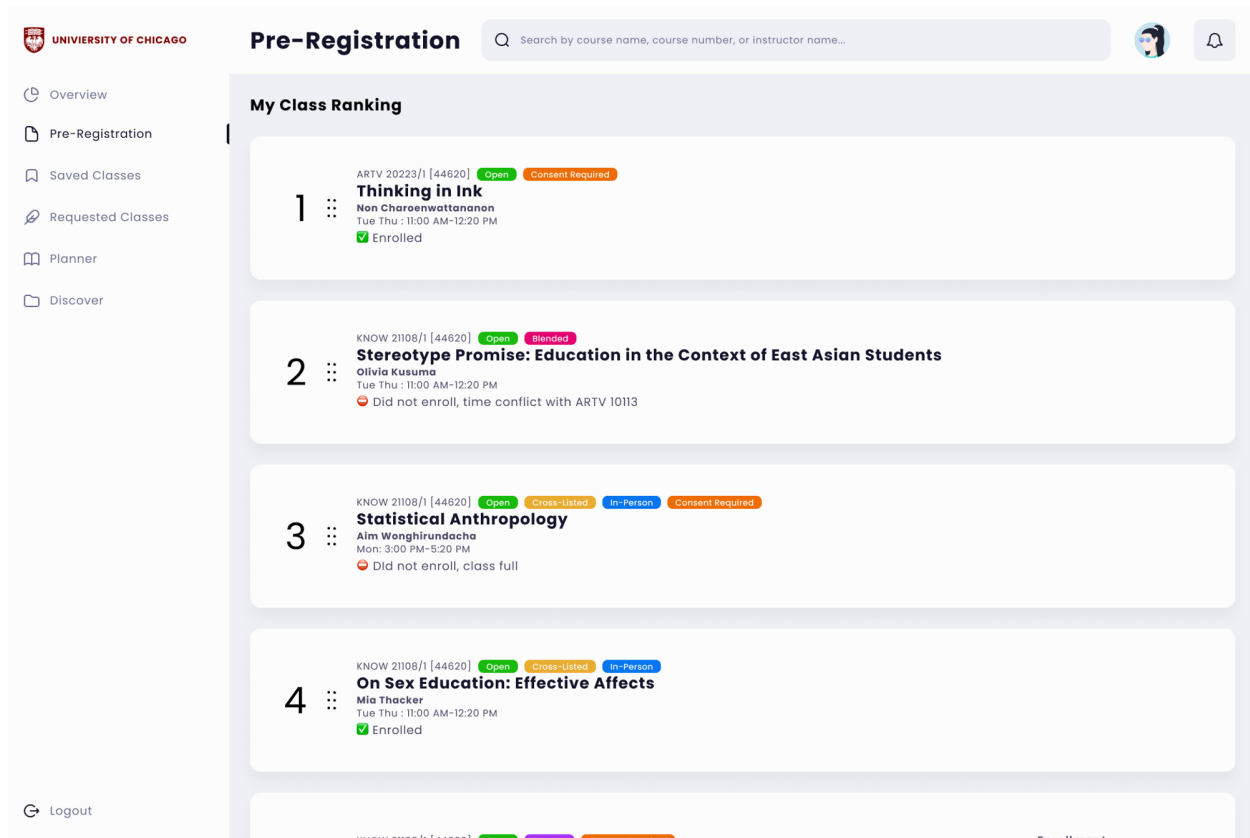 UNIVIERSITY OF CHICAGO
Pre-Registration
Search by course name, course number, or instructor name...
Overview
Pre-Registration
Saved Classes
Requested Classes
Planner
Discover
Logout
My Class Ranking
1
ARTV 20223/1 [44620] Open Consent Required
Thinking in Ink
Non Charoenwattananon
Tue Thu : 11:00 AM-12:20 PM
✅ Enrolled
2
KNOW 21108/1 [44620] Open Blended
Stereotype Promise: Education in the Context of East Asian Students
Olivia Kusuma
Tue Thu : 11:00 AM-12:20 PM
⛔ Did not enroll, time conflict with ARTV 10113
3
KNOW 21108/1 [44620] Open Cross-Listed In-Person Consent Required
Statistical Anthropology
Aim Wonghirundacha
Mon: 3:00 PM-5:20 PM
⛔ DId not enroll, class full
4
KNOW 21108/1 [44620] Open Cross-Listed In-Person
On Sex Education: Effective Affects
Mia Thacker
Tue Thu : 11:00 AM-12:20 PM
✅ Enrolled